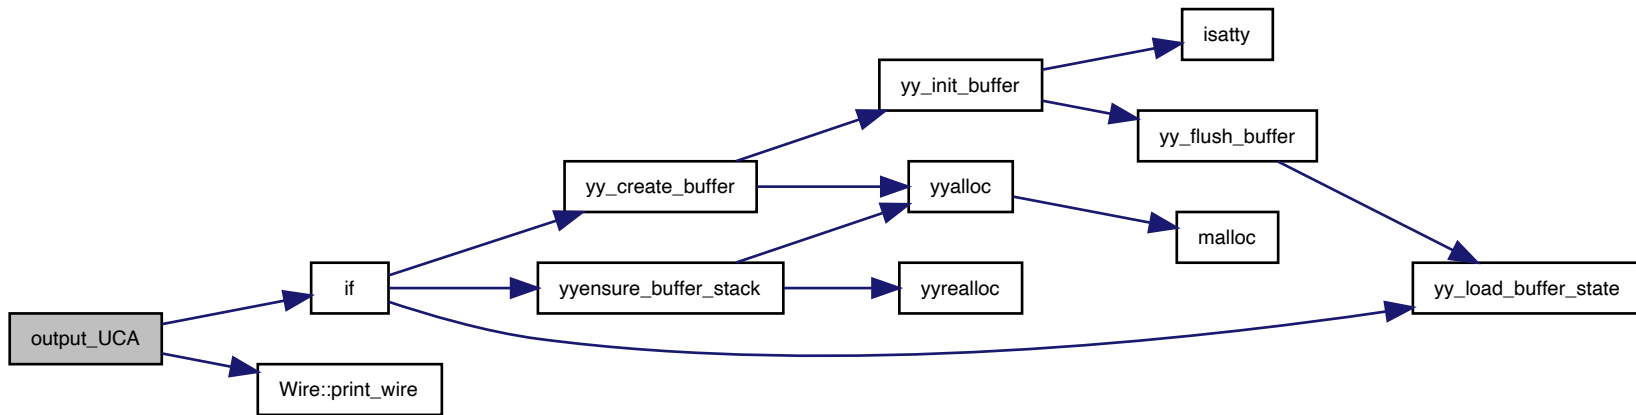 isatty
yy_init_buffer
yy_flush_buffer
yy_create_buffer
yyalloc
malloc
if
yyensure_buffer_stack
yyrealloc
yy_load_buffer_state
output_UCA
Wire::print_wire